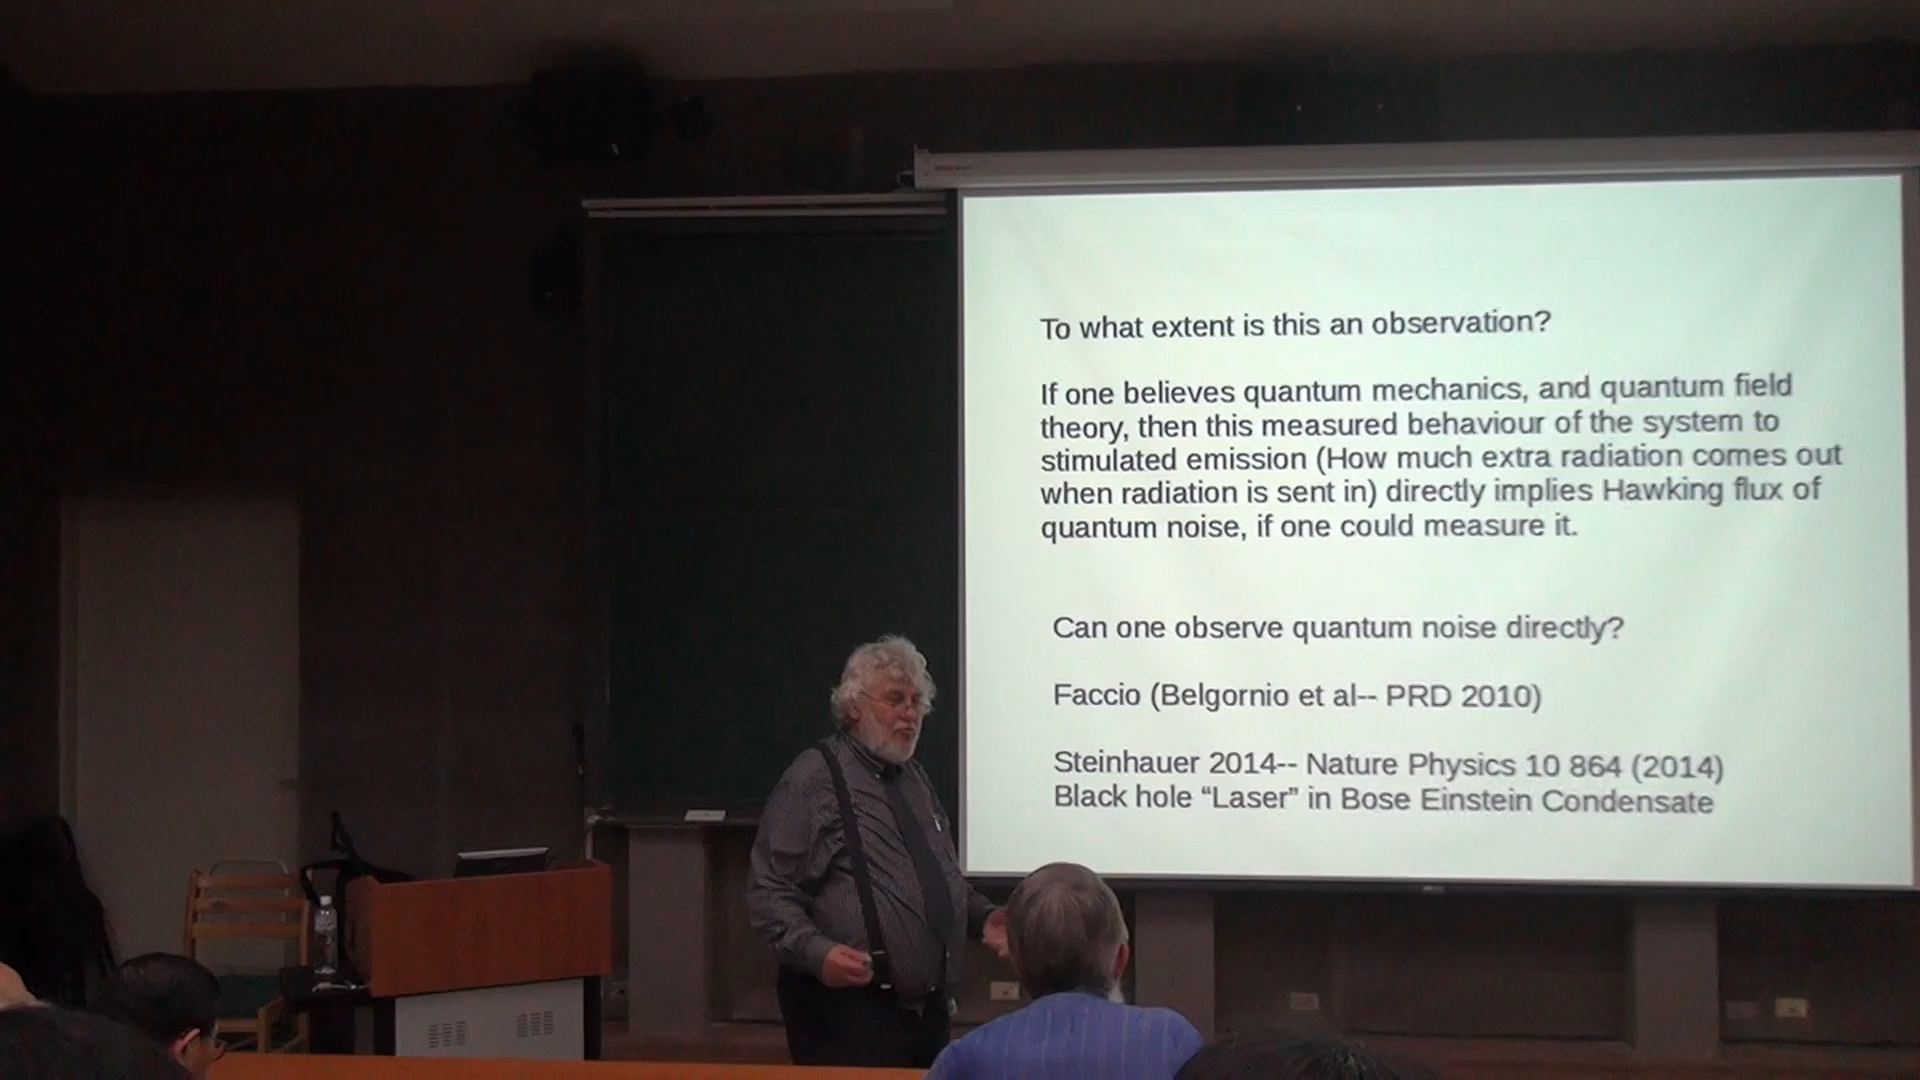 To what extent is this an observation?
If one believes quantum mechanics, and quantum field
theory, then this measured behaviour of the system to
stimulated emission (How much extra radiation comes out
when radiation is sent in) directly implies Hawking flux of
quantum noise, if one could measure it.
Can one observe quantum noise directly?
Faccio (Belgornio et al-- PRD 2010)
Steinhauer 2014-- Nature Physics 10 864 (2014)
Black hole “Laser” in Bose Einstein Condensate